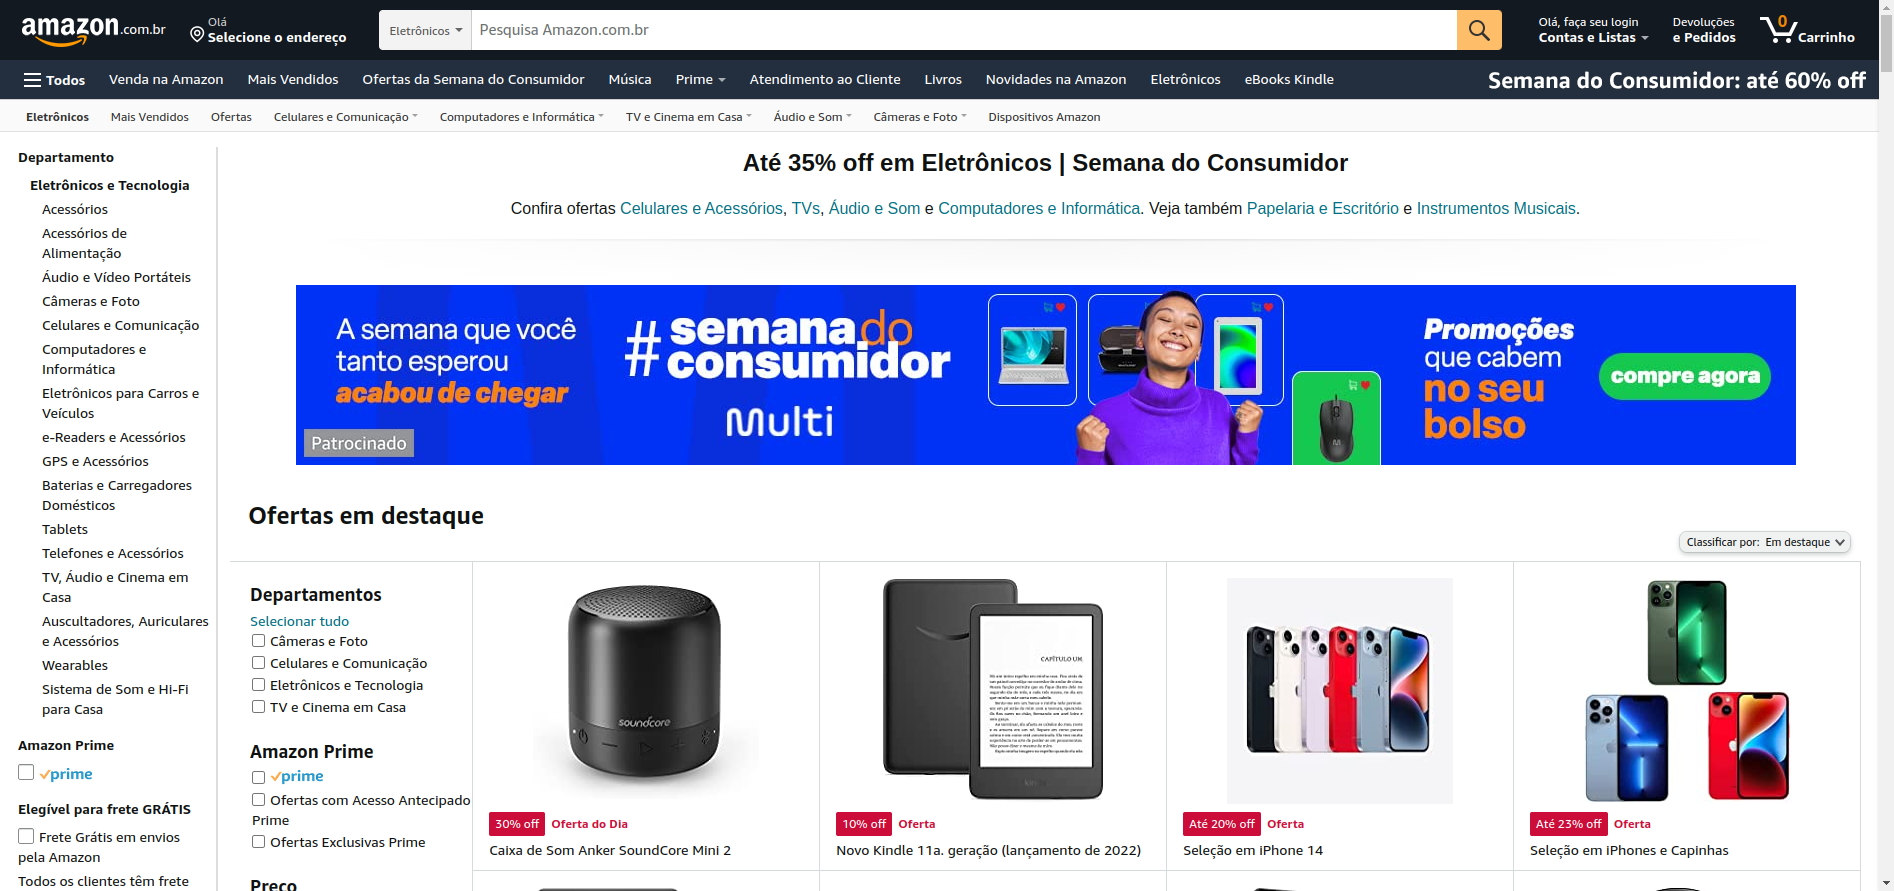 amazon.com.br
Olá
Selecione o endereço
Eletrônicos
Pesquisa Amazon.com.br
Olá, faça seu login
Contas e Listas
Devoluções
e Pedidos
0
Carrinho
Todos
Venda na Amazon
Mais Vendidos
Ofertas da Semana do Consumidor
Música
Prime
Atendimento ao Cliente
Livros
Novidades na Amazon
Eletrônicos
eBooks Kindle
Semana do Consumidor: até 60% off
Eletrônicos
Mais Vendidos
Ofertas
Celulares e Comunicação
Computadores e Informática
TV e Cinema em Casa
Áudio e Som
Câmeras e Foto
Dispositivos Amazon
Departamento
Eletrônicos e Tecnologia
Acessórios
Acessórios de
Alimentação
Áudio e Vídeo Portáteis
Câmeras e Foto
Celulares e Comunicação
Computadores e
Informática
Eletrônicos para Carros e
Veículos
e-Readers e Acessórios
GPS e Acessórios
Baterias e Carregadores
Domésticos
Tablets
Telefones e Acessórios
TV, Áudio e Cinema em
Casa
Auscultadores, Auriculares
e Acessórios
Wearables
Sistema de Som e Hi-Fi
para Casa
Amazon Prime
prime
Elegível para frete GRÁTIS
Frete Grátis em envios
pela Amazon
Todos os clientes têm frete
Até 35% off em Eletrônicos | Semana do Consumidor
Confira ofertas Celulares e Acessórios, TVs, Áudio e Som e Computadores e Informática. Veja também Papelaria e Escritório e Instrumentos Musicais.
A semana que você
tanto esperou
acabou de chegar
Patrocinado
#semanado
consumidor
Multi
Promoções
que cabem
no seu
bolso
compre agora
Ofertas em destaque
Classificar por: Em destaque
Departamentos
Selecionar tudo
Câmeras e Foto
Celulares e Comunicação
Eletrônicos e Tecnologia
TV e Cinema em Casa
Amazon Prime
prime
Ofertas com Acesso Antecipado
Prime
Ofertas Exclusivas Prime
Preço
soundcore
30% off Oferta do Dia
Caixa de Som Anker SoundCore Mini 2
CAPÍTULO UM
kindle
10% off Oferta
Novo Kindle 11a. geração (lançamento de 2022)
Até 20% off Oferta
Seleção em iPhone 14
Até 23% off Oferta
Seleção em iPhones e Capinhas